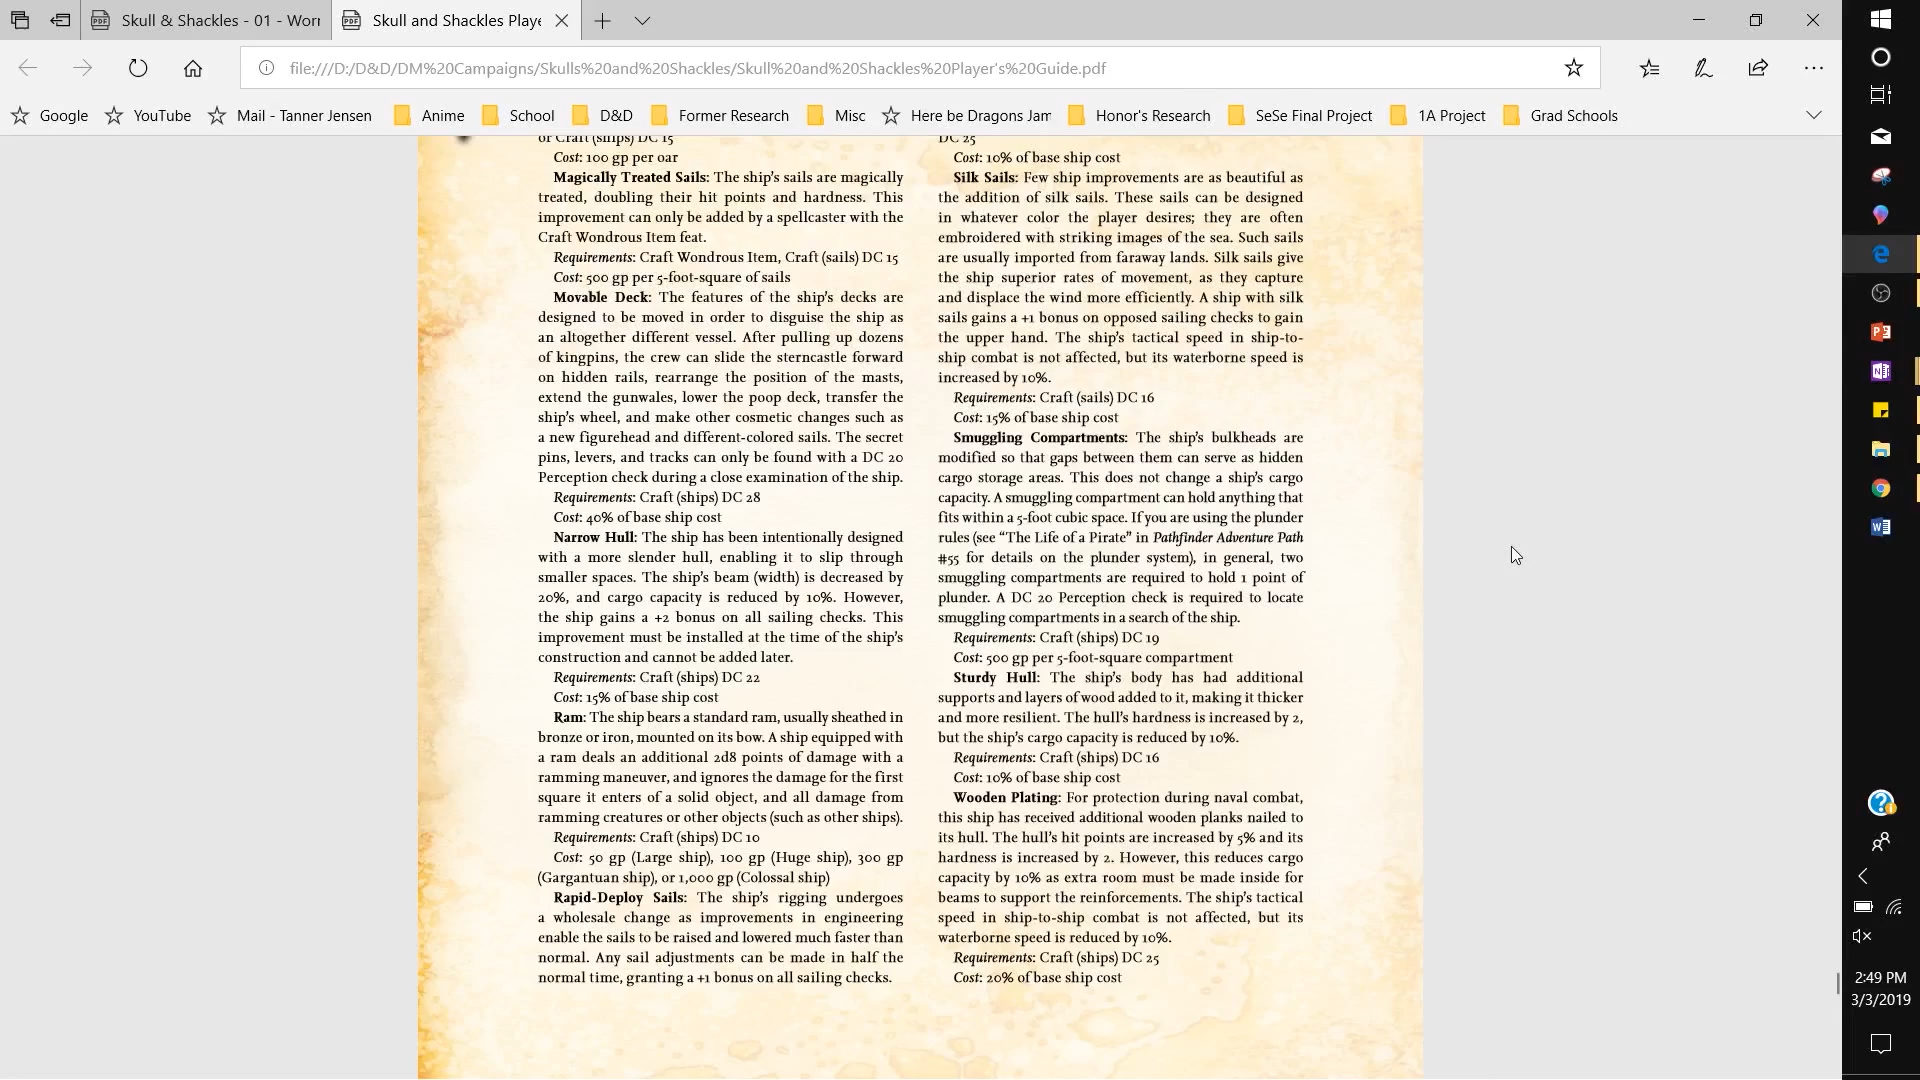 Skull & Shackles - 01 - Worn
Skull and Shackles Playe
file:///D:/D&D/DM%20Campaigns/Skulls%20and%20Shackles/Skull%20and%20Shackles%20Player's%20Guide.pdf
Google
YouTube
Mail - Tanner Jensen
Anime
School
D&D
Former Research
Misc
Here be Dragons Jam
Honor's Research
SeSe Final Project
1A Project
Grad Schools
or Craft (ships) DC 15
Cost: 100 gp per oar
Magically Treated Sails: The ship's sails are magically
treated, doubling their hit points and hardness. This
improvement can only be added by a spellcaster with the
Craft Wondrous Item feat.
Requirements: Craft Wondrous Item, Craft (sails) DC 15
Cost: 500 gp per 5-foot-square of sails
Movable Deck: The features of the ship's decks are
designed to be moved in order to disguise the ship as
an altogether different vessel. After pulling up dozens
of kingpins, the crew can slide the sterncastle forward
on hidden rails, rearrange the position of the masts,
extend the gunwales, lower the poop deck, transfer the
ship's wheel, and make other cosmetic changes such as
a new figurehead and different-colored sails. The secret
pins, levers, and tracks can only be found with a DC 20
Perception check during a close examination of the ship.
Requirements: Craft (ships) DC 28
Cost: 40% of base ship cost
Narrow Hull: The ship has been intentionally designed
with a more slender hull, enabling it to slip through
smaller spaces. The ship's beam (width) is decreased by
20%, and cargo capacity is reduced by 10%. However,
the ship gains a +2 bonus on all sailing checks. This
improvement must be installed at the time of the ship's
construction and cannot be added later.
Requirements: Craft (ships) DC 22
Cost: 15% of base ship cost
Ram: The ship bears a standard ram, usually sheathed in
bronze or iron, mounted on its bow. A ship equipped with
a ram deals an additional 2d8 points of damage with a
ramming maneuver, and ignores the damage for the first
square it enters of a solid object, and all damage from
ramming creatures or other objects (such as other ships).
Requirements: Craft (ships) DC 10
Cost: 50 gp (Large ship), 100 gp (Huge ship), 300 gp
(Gargantuan ship), or 1,000 gp (Colossal ship)
Rapid-Deploy Sails: The ship's rigging undergoes
a wholesale change as improvements in engineering
enable the sails to be raised and lowered much faster than
normal. Any sail adjustments can be made in half the
normal time, granting a +1 bonus on all sailing checks.
DC 25
Cost: 10% of base ship cost
Silk Sails: Few ship improvements are as beautiful as
the addition of silk sails. These sails can be designed
in whatever color the player desires; they are often
embroidered with striking images of the sea. Such sails
are usually imported from faraway lands. Silk sails give
the ship superior rates of movement, as they capture
and displace the wind more efficiently. A ship with silk
sails gains a +1 bonus on opposed sailing checks to gain
the upper hand. The ship's tactical speed in ship-to-
ship combat is not affected, but its waterborne speed is
increased by 10%.
Requirements: Craft (sails) DC 16
Cost: 15% of base ship cost
Smuggling Compartments: The ship's bulkheads are
modified so that gaps between them can serve as hidden
cargo storage areas. This does not change a ship's cargo
capacity. A smuggling compartment can hold anything that
fits within a 5-foot cubic space. If you are using the plunder
rules (see “The Life of a Pirate” in Pathfinder Adventure Path
#55 for details on the plunder system), in general, two
smuggling compartments are required to hold 1 point of
plunder. A DC 20 Perception check is required to locate
smuggling compartments in a search of the ship.
Requirements: Craft (ships) DC 19
Cost: 500 gp per 5-foot-square compartment
Sturdy Hull: The ship's body has had additional
supports and layers of wood added to it, making it thicker
and more resilient. The hull's hardness is increased by 2,
but the ship's cargo capacity is reduced by 10%.
Requirements: Craft (ships) DC 16
Cost: 10% of base ship cost
Wooden Plating: For protection during naval combat,
this ship has received additional wooden planks nailed to
its hull. The hull's hit points are increased by 5% and its
hardness is increased by 2. However, this reduces cargo
capacity by 10% as extra room must be made inside for
beams to support the reinforcements. The ship's tactical
speed in ship-to-ship combat is not affected, but its
waterborne speed is reduced by 10%.
Requirements: Craft (ships) DC 25
Cost: 20% of base ship cost
2:49 PM
3/3/2019